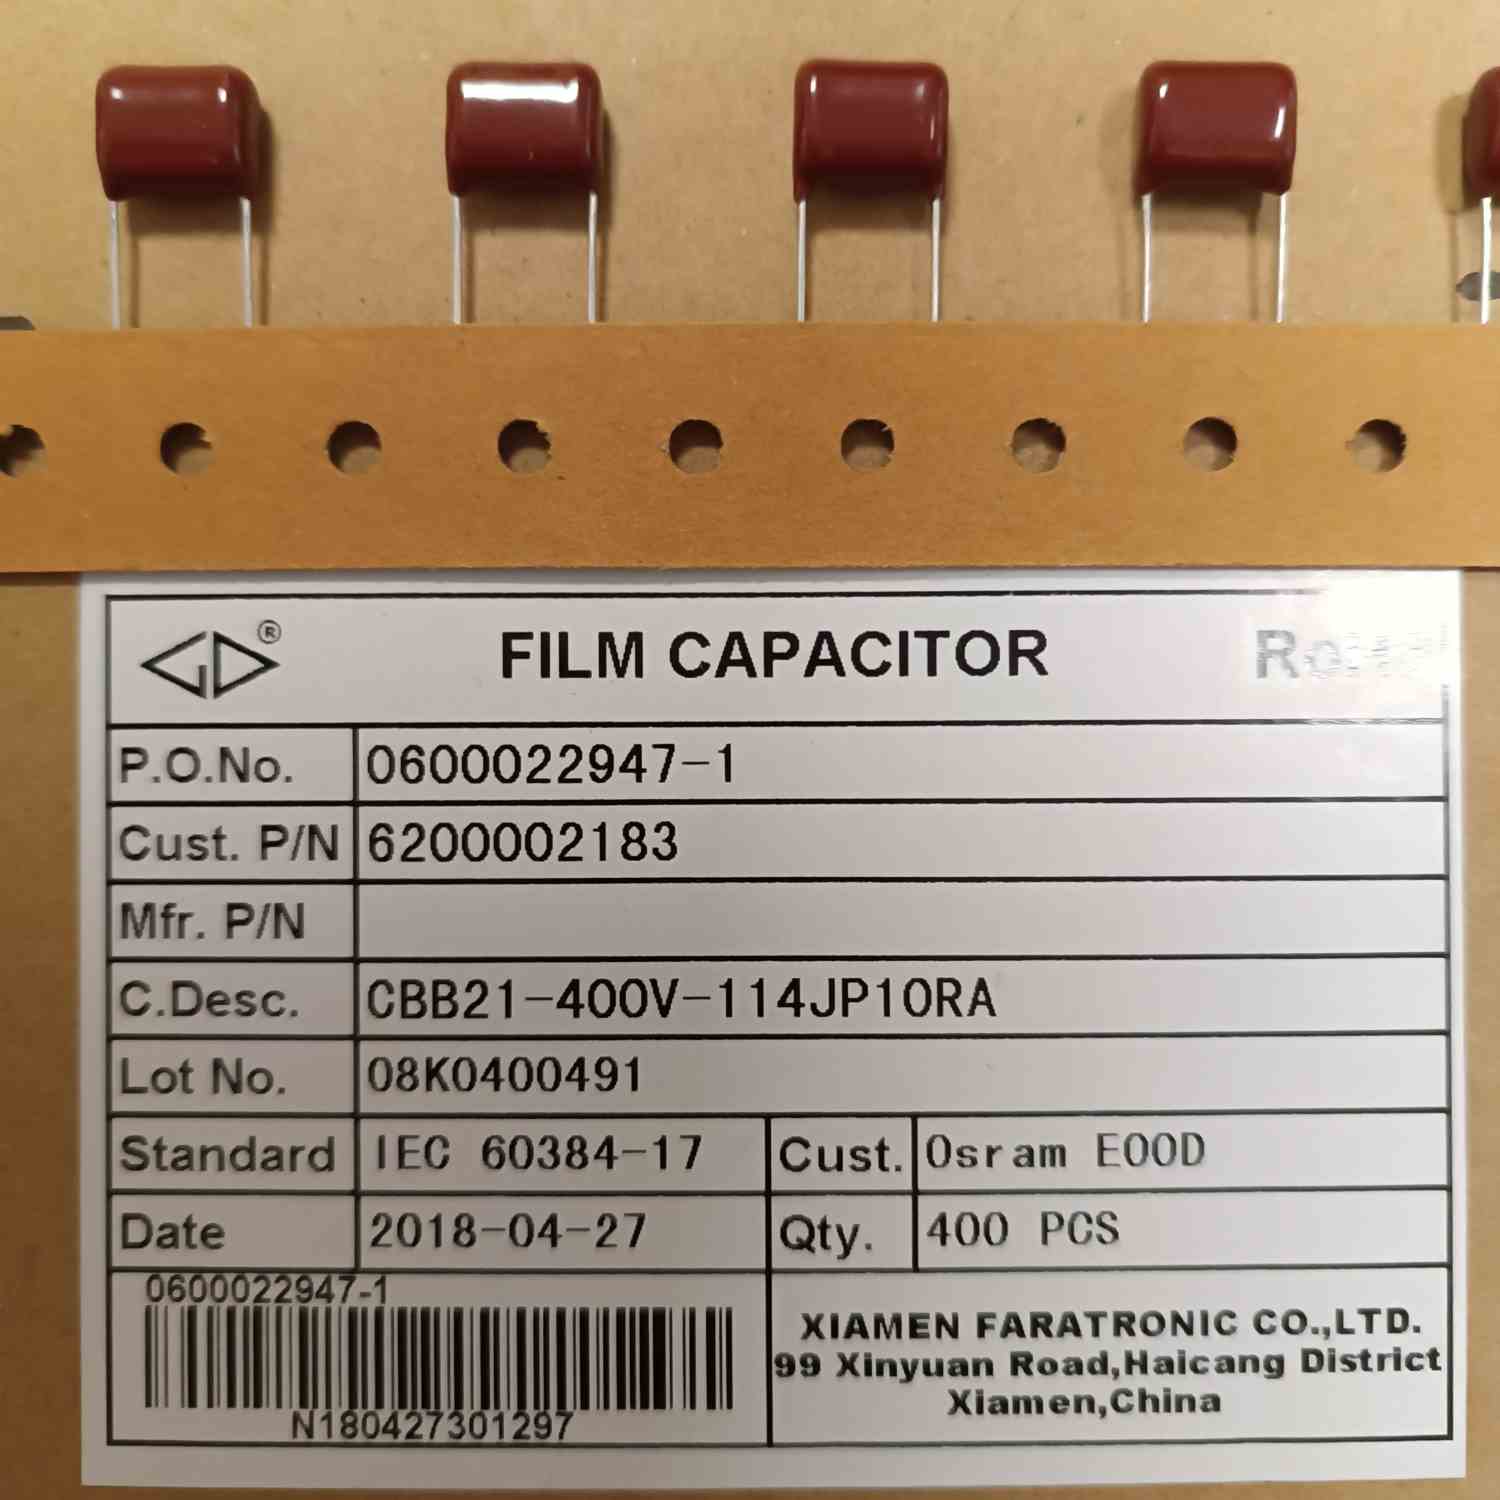 ®
FILM CAPACITOR
P.O.No. 0600022947-1
Cust. P/N 6200002183
Mfr. P/N
C.Desc. CBB21-400V-114JP10RA
Lot No. 08K0400491
Standard IEC 60384-17 Cust. Osram EOOD
Date 2018-04-27 Qty. 400 PCS
0600022947-1
N180427301297
XIAMEN FARATRONIC CO.,LTD.
99 Xinyuan Road,Haicang District
Xiamen,China